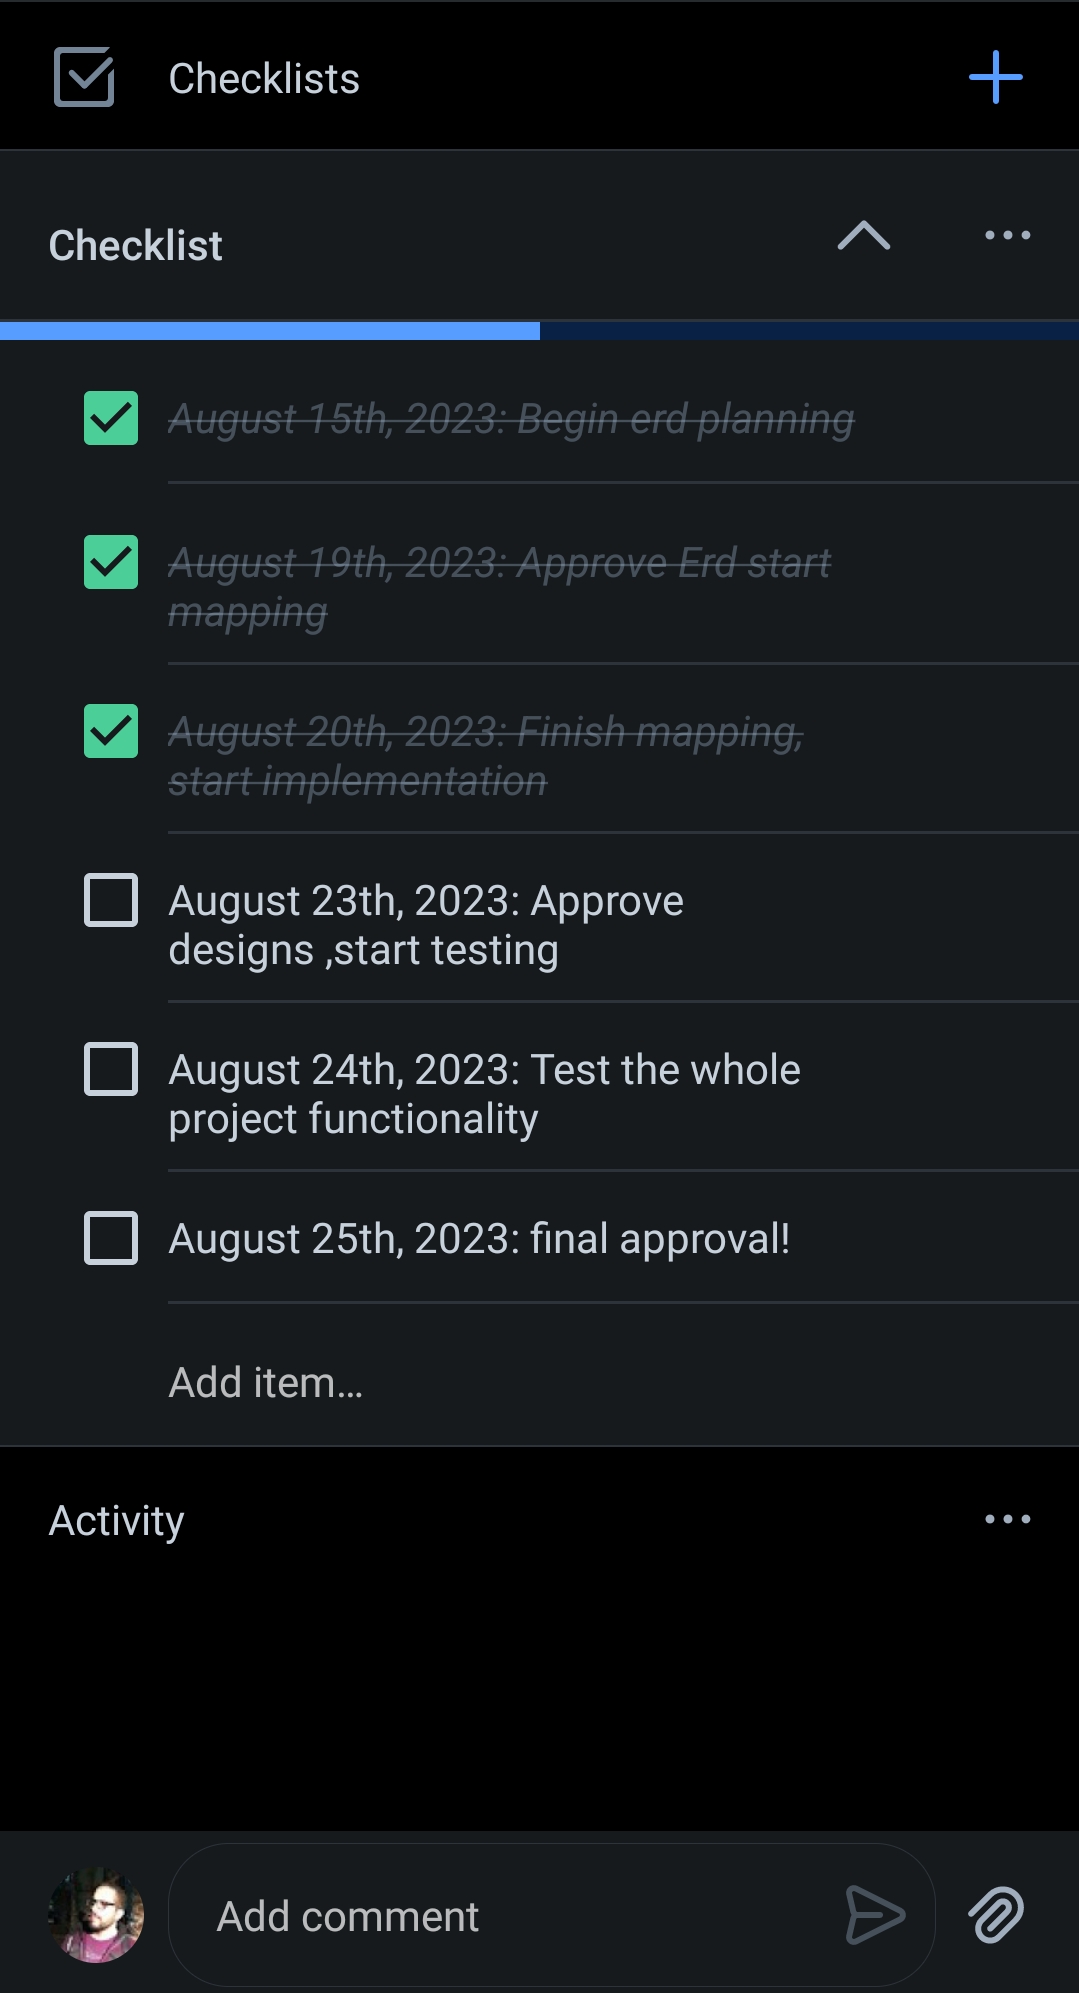 Checklists
Checklist
August 15th, 2023: Begin erd planning
August 19th, 2023: Approve Erd start
mapping
August 20th, 2023: Finish mapping,
start implementation
August 23th, 2023: Approve
designs ,start testing
August 24th, 2023: Test the whole
project functionality
August 25th, 2023: final approval!
Add item...
Activity
Add comment